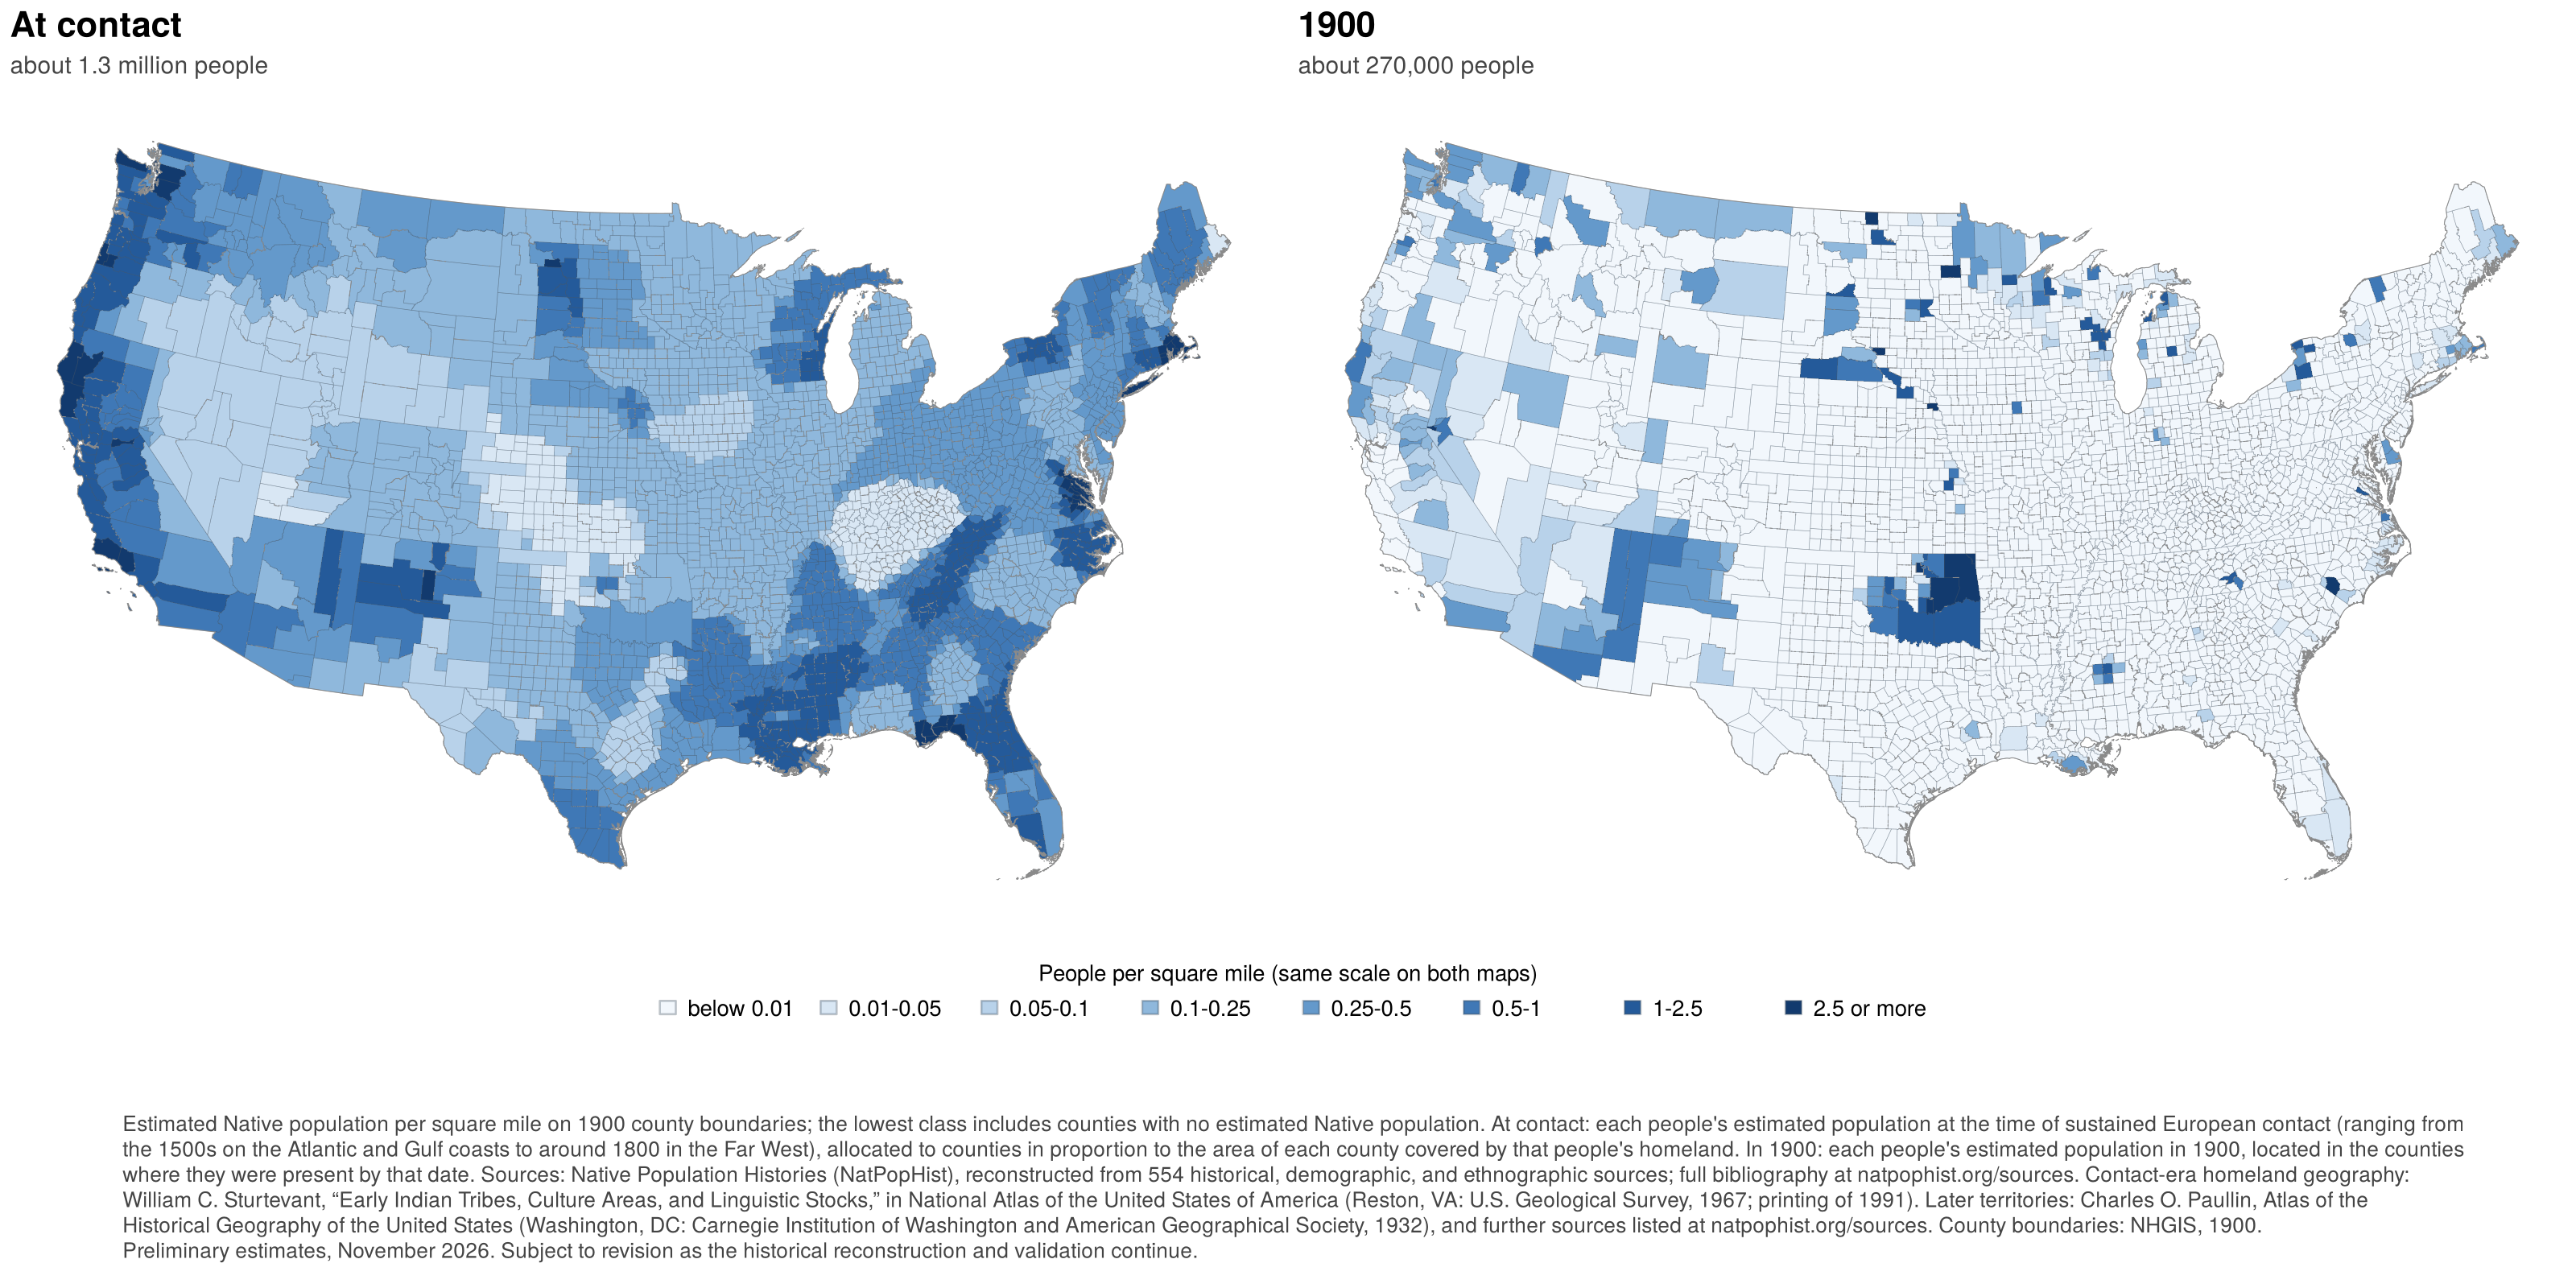 At contact
about 1.3 million people
1900
about 270,000 people
People per square mile (same scale on both maps)
below 0.01
0.01-0.05
0.05-0.1
0.1-0.25
0.25-0.5
0.5-1
1-2.5
2.5 or more
Estimated Native population per square mile on 1900 county boundaries; the lowest class includes counties with no estimated Native population. At contact: each people's estimated population at the time of sustained European contact (ranging from
the 1500s on the Atlantic and Gulf coasts to around 1800 in the Far West), allocated to counties in proportion to the area of each county covered by that people's homeland. In 1900: each people's estimated population in 1900, located in the counties
where they were present by that date. Sources: Native Population Histories (NatPopHist), reconstructed from 554 historical, demographic, and ethnographic sources; full bibliography at natpophist.org/sources. Contact-era homeland geography:
William C. Sturtevant, “Early Indian Tribes, Culture Areas, and Linguistic Stocks,” in National Atlas of the United States of America (Reston, VA: U.S. Geological Survey, 1967; printing of 1991). Later territories: Charles O. Paullin, Atlas of the
Historical Geography of the United States (Washington, DC: Carnegie Institution of Washington and American Geographical Society, 1932), and further sources listed at natpophist.org/sources. County boundaries: NHGIS, 1900.
Preliminary estimates, November 2026. Subject to revision as the historical reconstruction and validation continue.